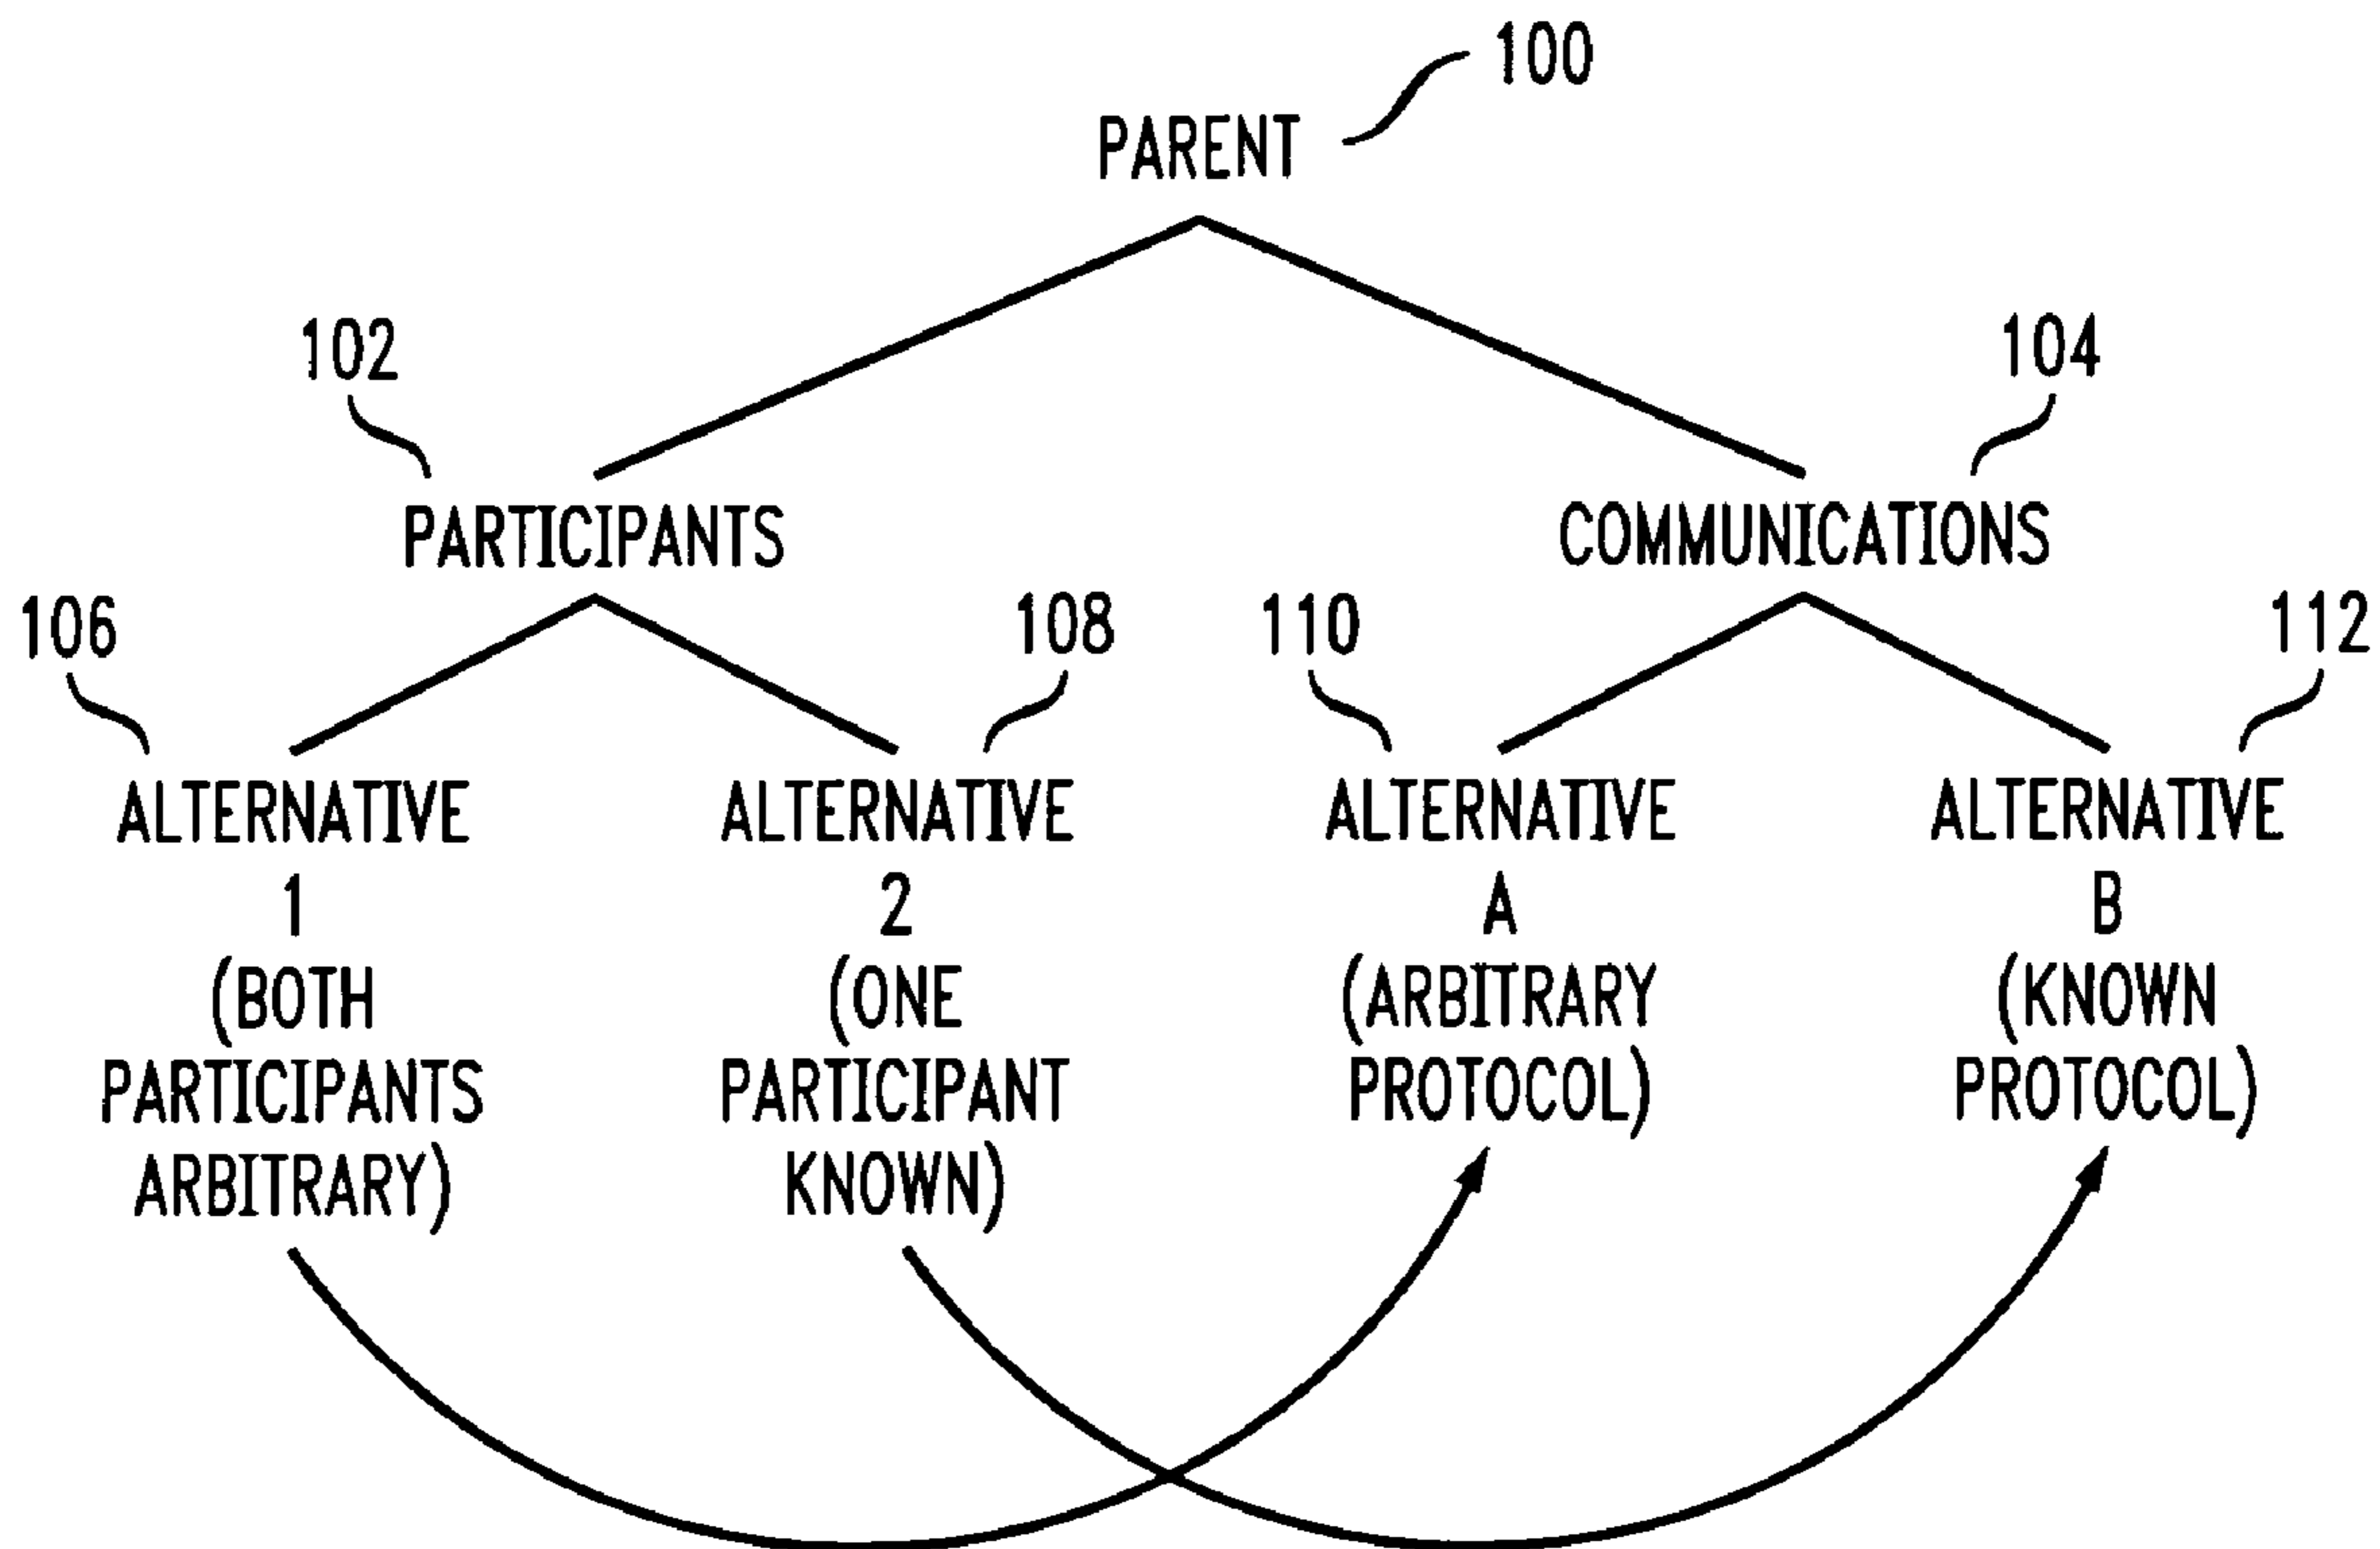 100
PARENT
102
104
PARTICIPANTS
COMMUNICATIONS
106
108
110
112
ALTERNATIVE
1
(BOTH
PARTICIPANTS
ARBITRARY)
ALTERNATIVE
2
(ONE
PARTICIPANT
KNOWN)
ALTERNATIVE
A
(ARBITRARY
PROTOCOL)
ALTERNATIVE
B
(KNOWN
PROTOCOL)